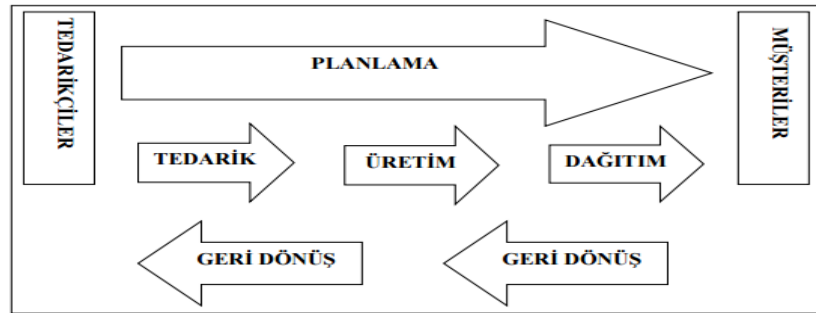 TEDARİKÇİLER
PLANLAMA
MÜŞTERİLER
TEDARİK
ÜRETİM
DAĞITIM
GERİ DÖNÜŞ
GERİ DÖNÜŞ